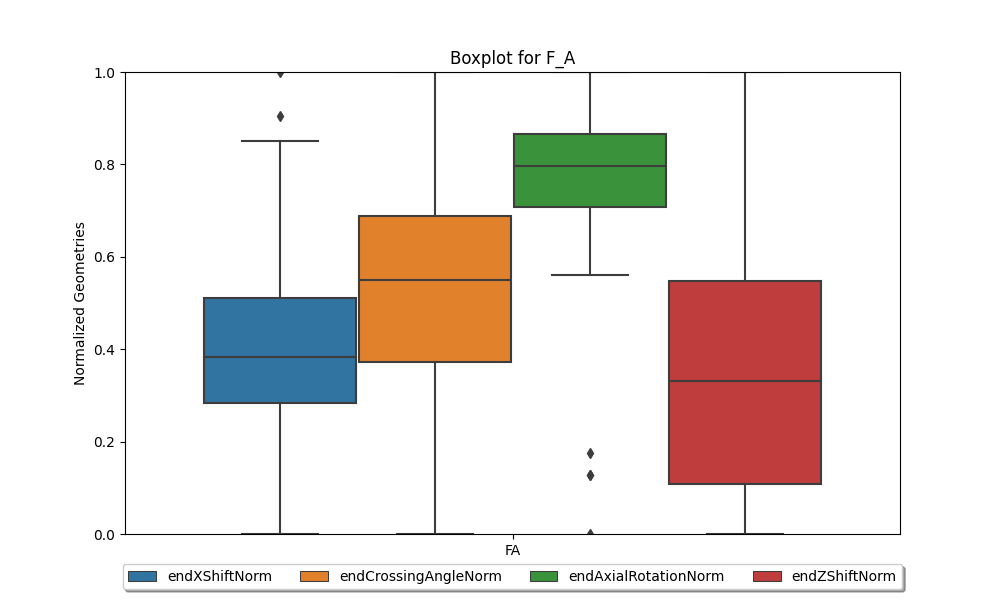 Boxplot for F_A
1.0
0.8
0.6
0.4
0.2
0.0
Normalized Geometries
FA
endXShiftNorm endCrossingAngleNorm endAxialRotationNorm endZShiftNorm